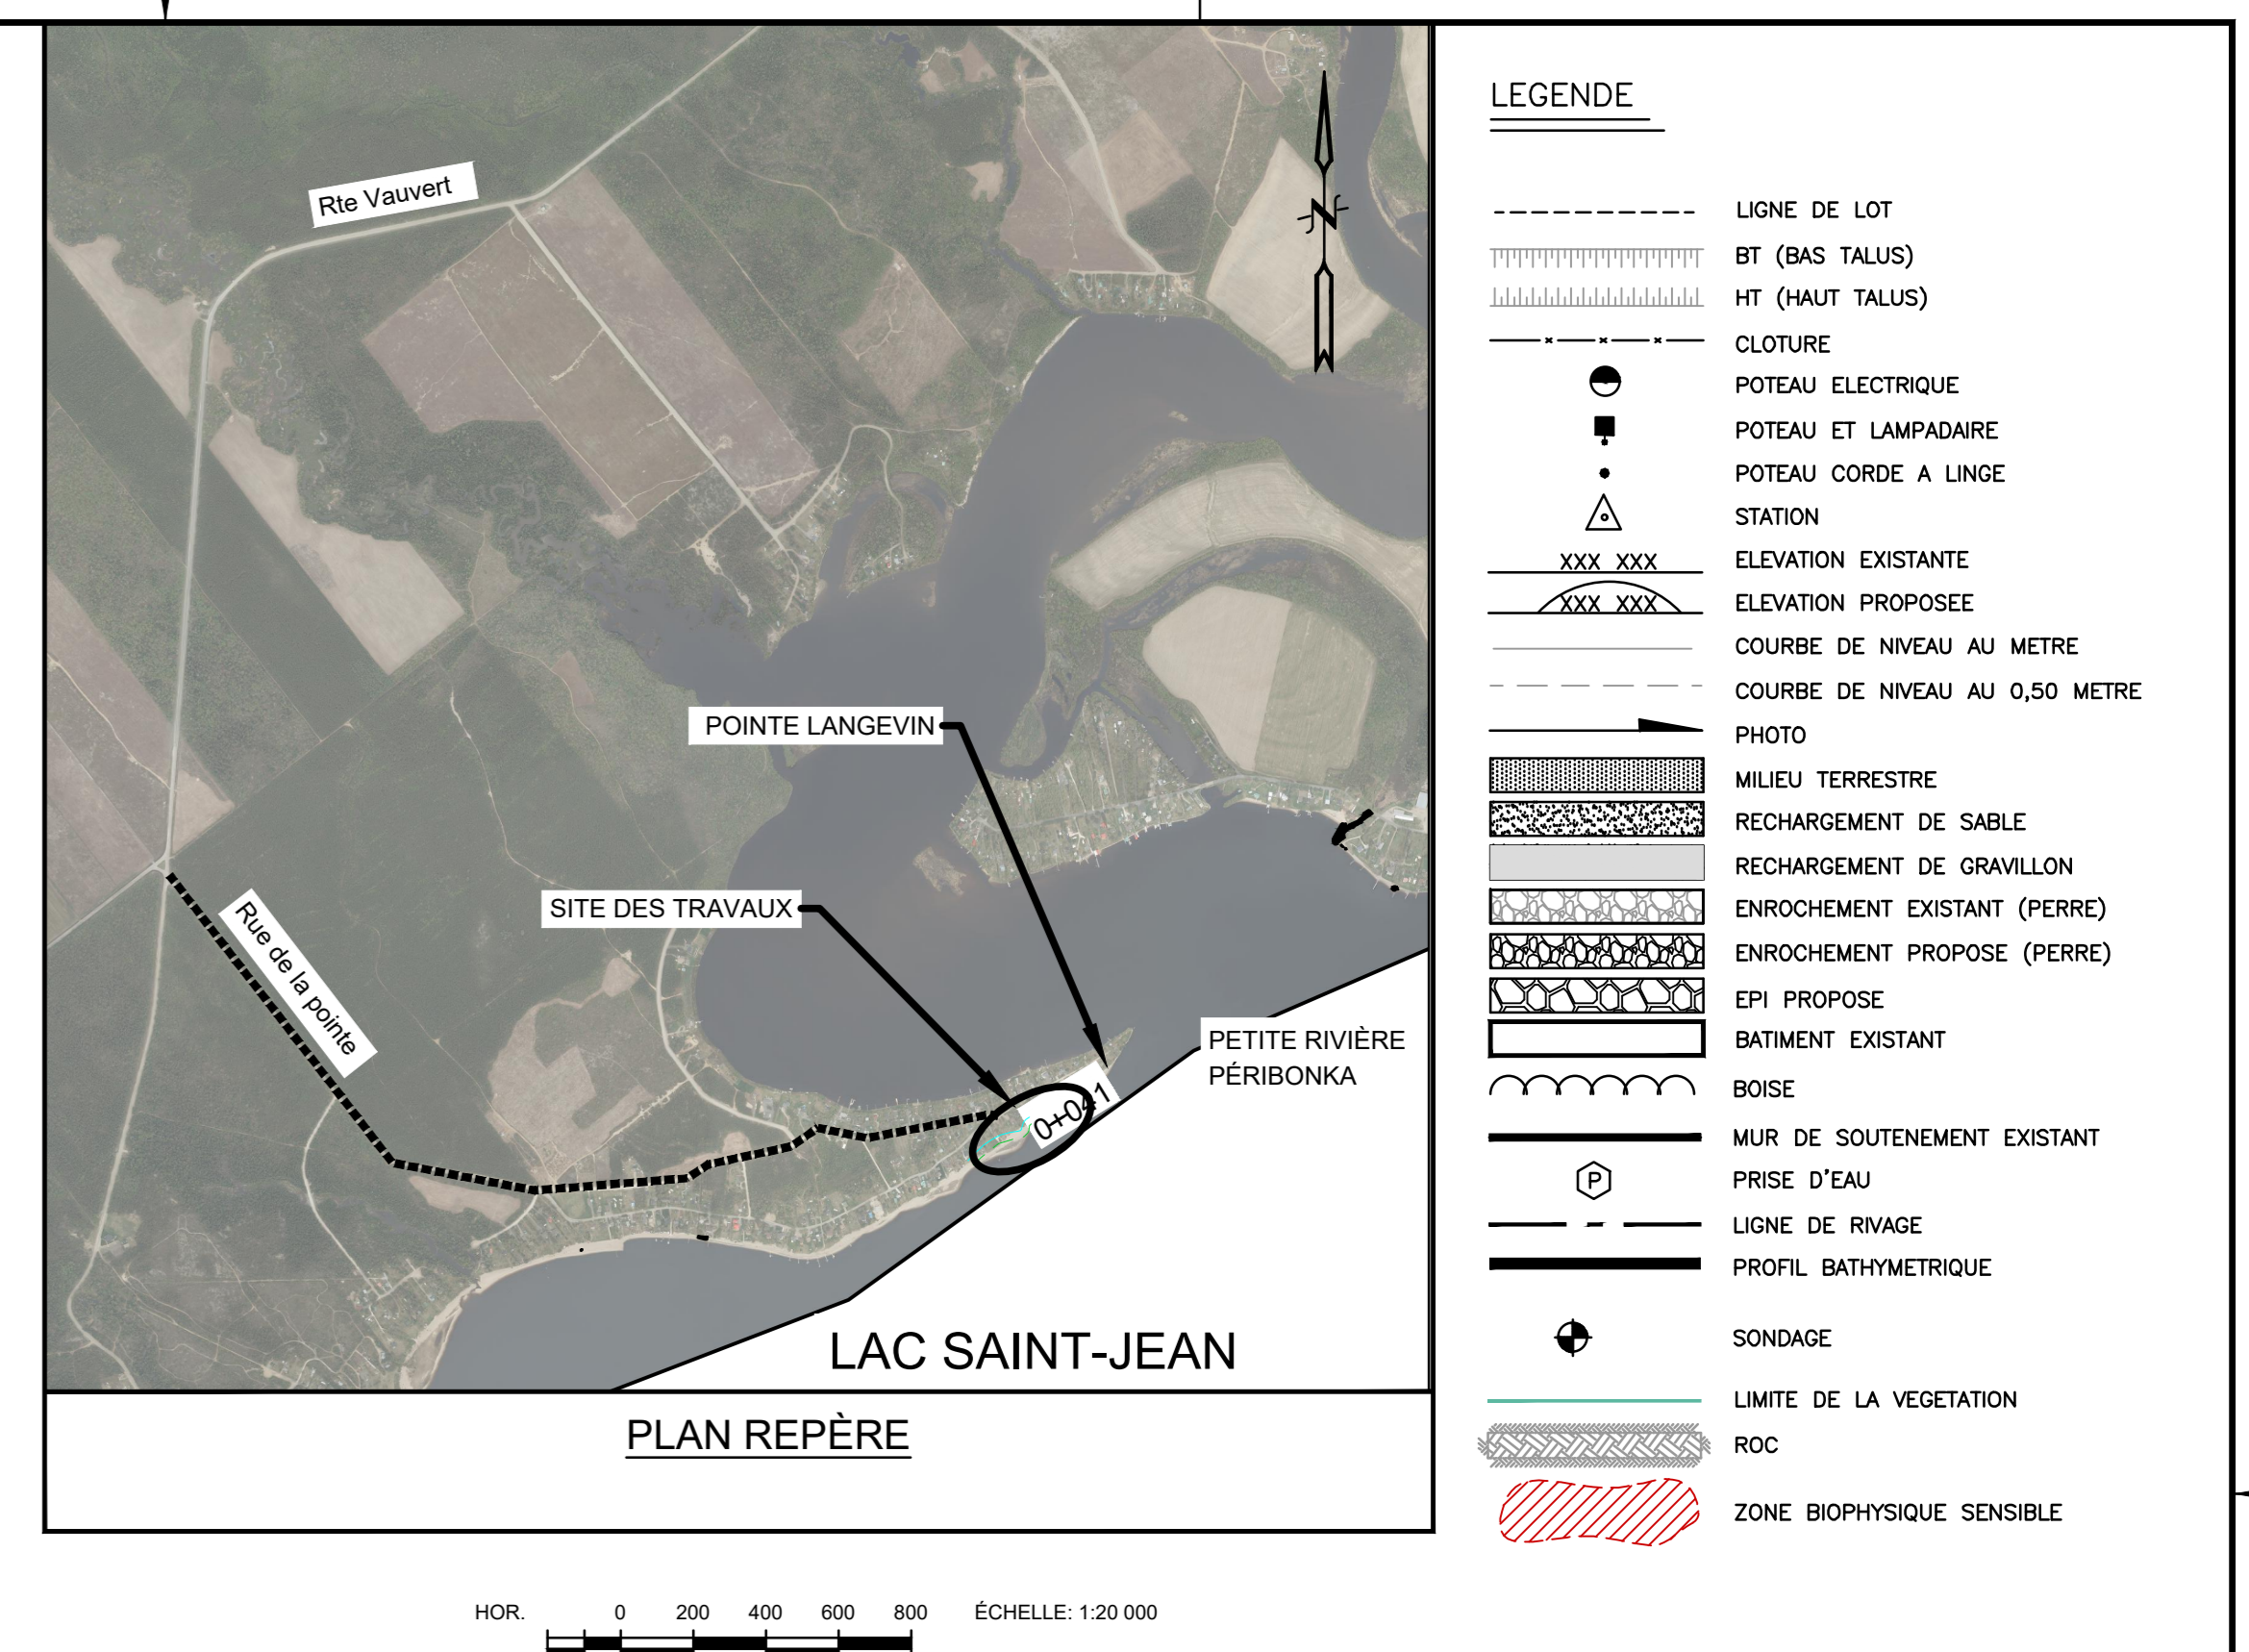 Rte Vauvert
N
POINTE LANGEVIN
SITE DES TRAVAUX
Rue de la pointe
PETITE RIVIÈRE
PÉRIBONKA
0+041
LAC SAINT-JEAN
PLAN REPÈRE
HOR. 0 200 400 600 800 ÉCHELLE: 1:20 000
LEGENDE
LIGNE DE LOT
BT (BAS TALUS)
HT (HAUT TALUS)
CLOTURE
POTEAU ELECTRIQUE
POTEAU ET LAMPADAIRE
POTEAU CORDE A LINGE
STATION
XXX XXX ELEVATION EXISTANTE
XXX XXX ELEVATION PROPOSEE
COURBE DE NIVEAU AU METRE
COURBE DE NIVEAU AU 0,50 METRE
PHOTO
MILIEU TERRESTRE
RECHARGEMENT DE SABLE
RECHARGEMENT DE GRAVILLON
ENROCHEMENT EXISTANT (PERRE)
ENROCHEMENT PROPOSE (PERRE)
EPI PROPOSE
BATIMENT EXISTANT
BOISE
MUR DE SOUTENEMENT EXISTANT
P PRISE D'EAU
LIGNE DE RIVAGE
PROFIL BATHYMETRIQUE
SONDAGE
LIMITE DE LA VEGETATION
ROC
ZONE BIOPHYSIQUE SENSIBLE